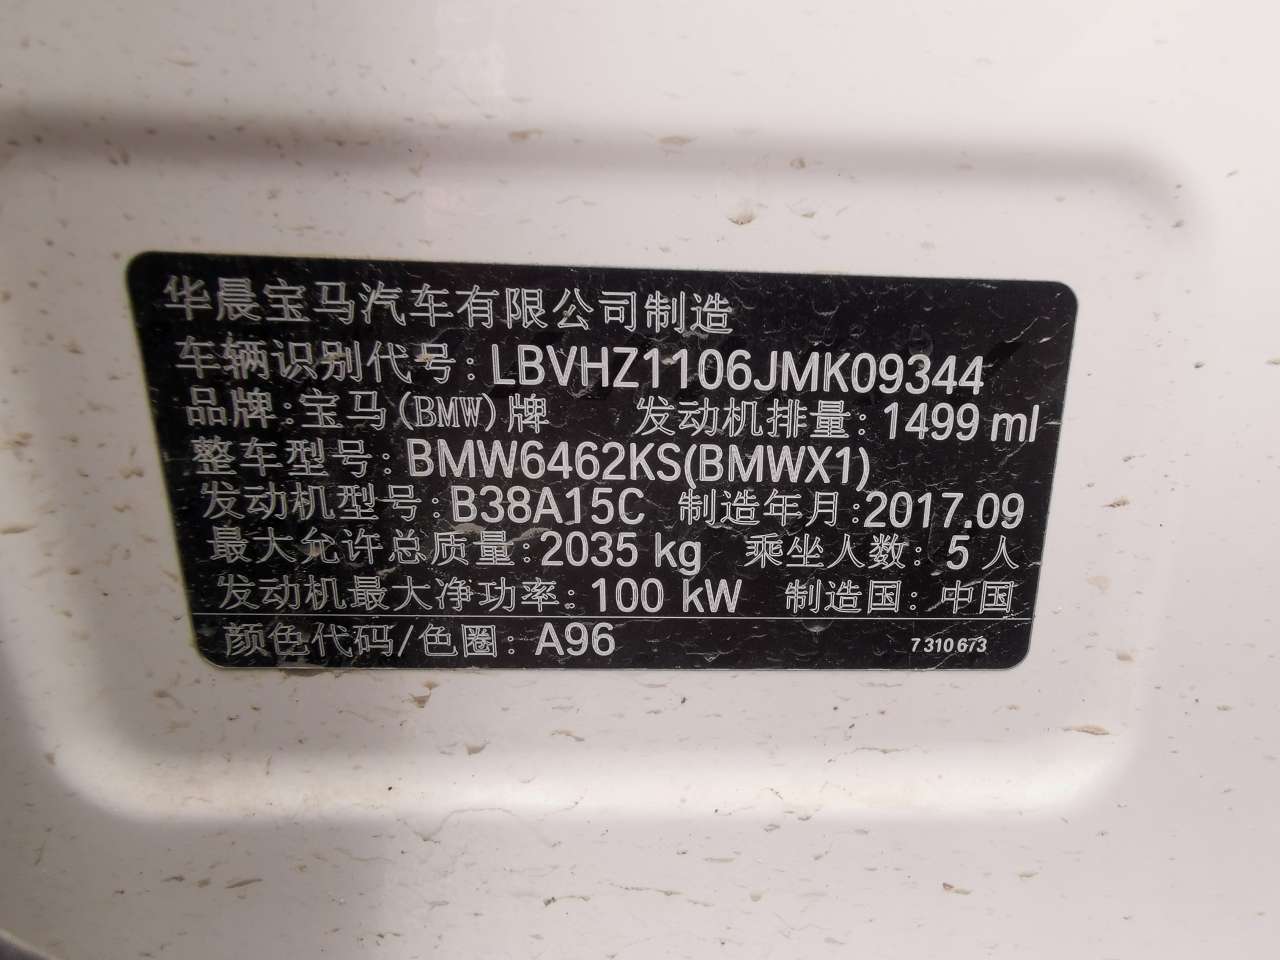 华晨宝马汽车有限公司制造
车辆识别代号:LBVHZ1106JMK09344
品牌:宝马(BMW)牌 发动机排量:1499 ml
整车型号:BMW6462KS(BMWX1)
发动机型号:B38A15C 制造年月:2017.09
最大允许总质量:2035 kg 乘坐人数:5人
发动机最大净功率:100 kW 制造国:中国
颜色代码/色圈:A96 7310673